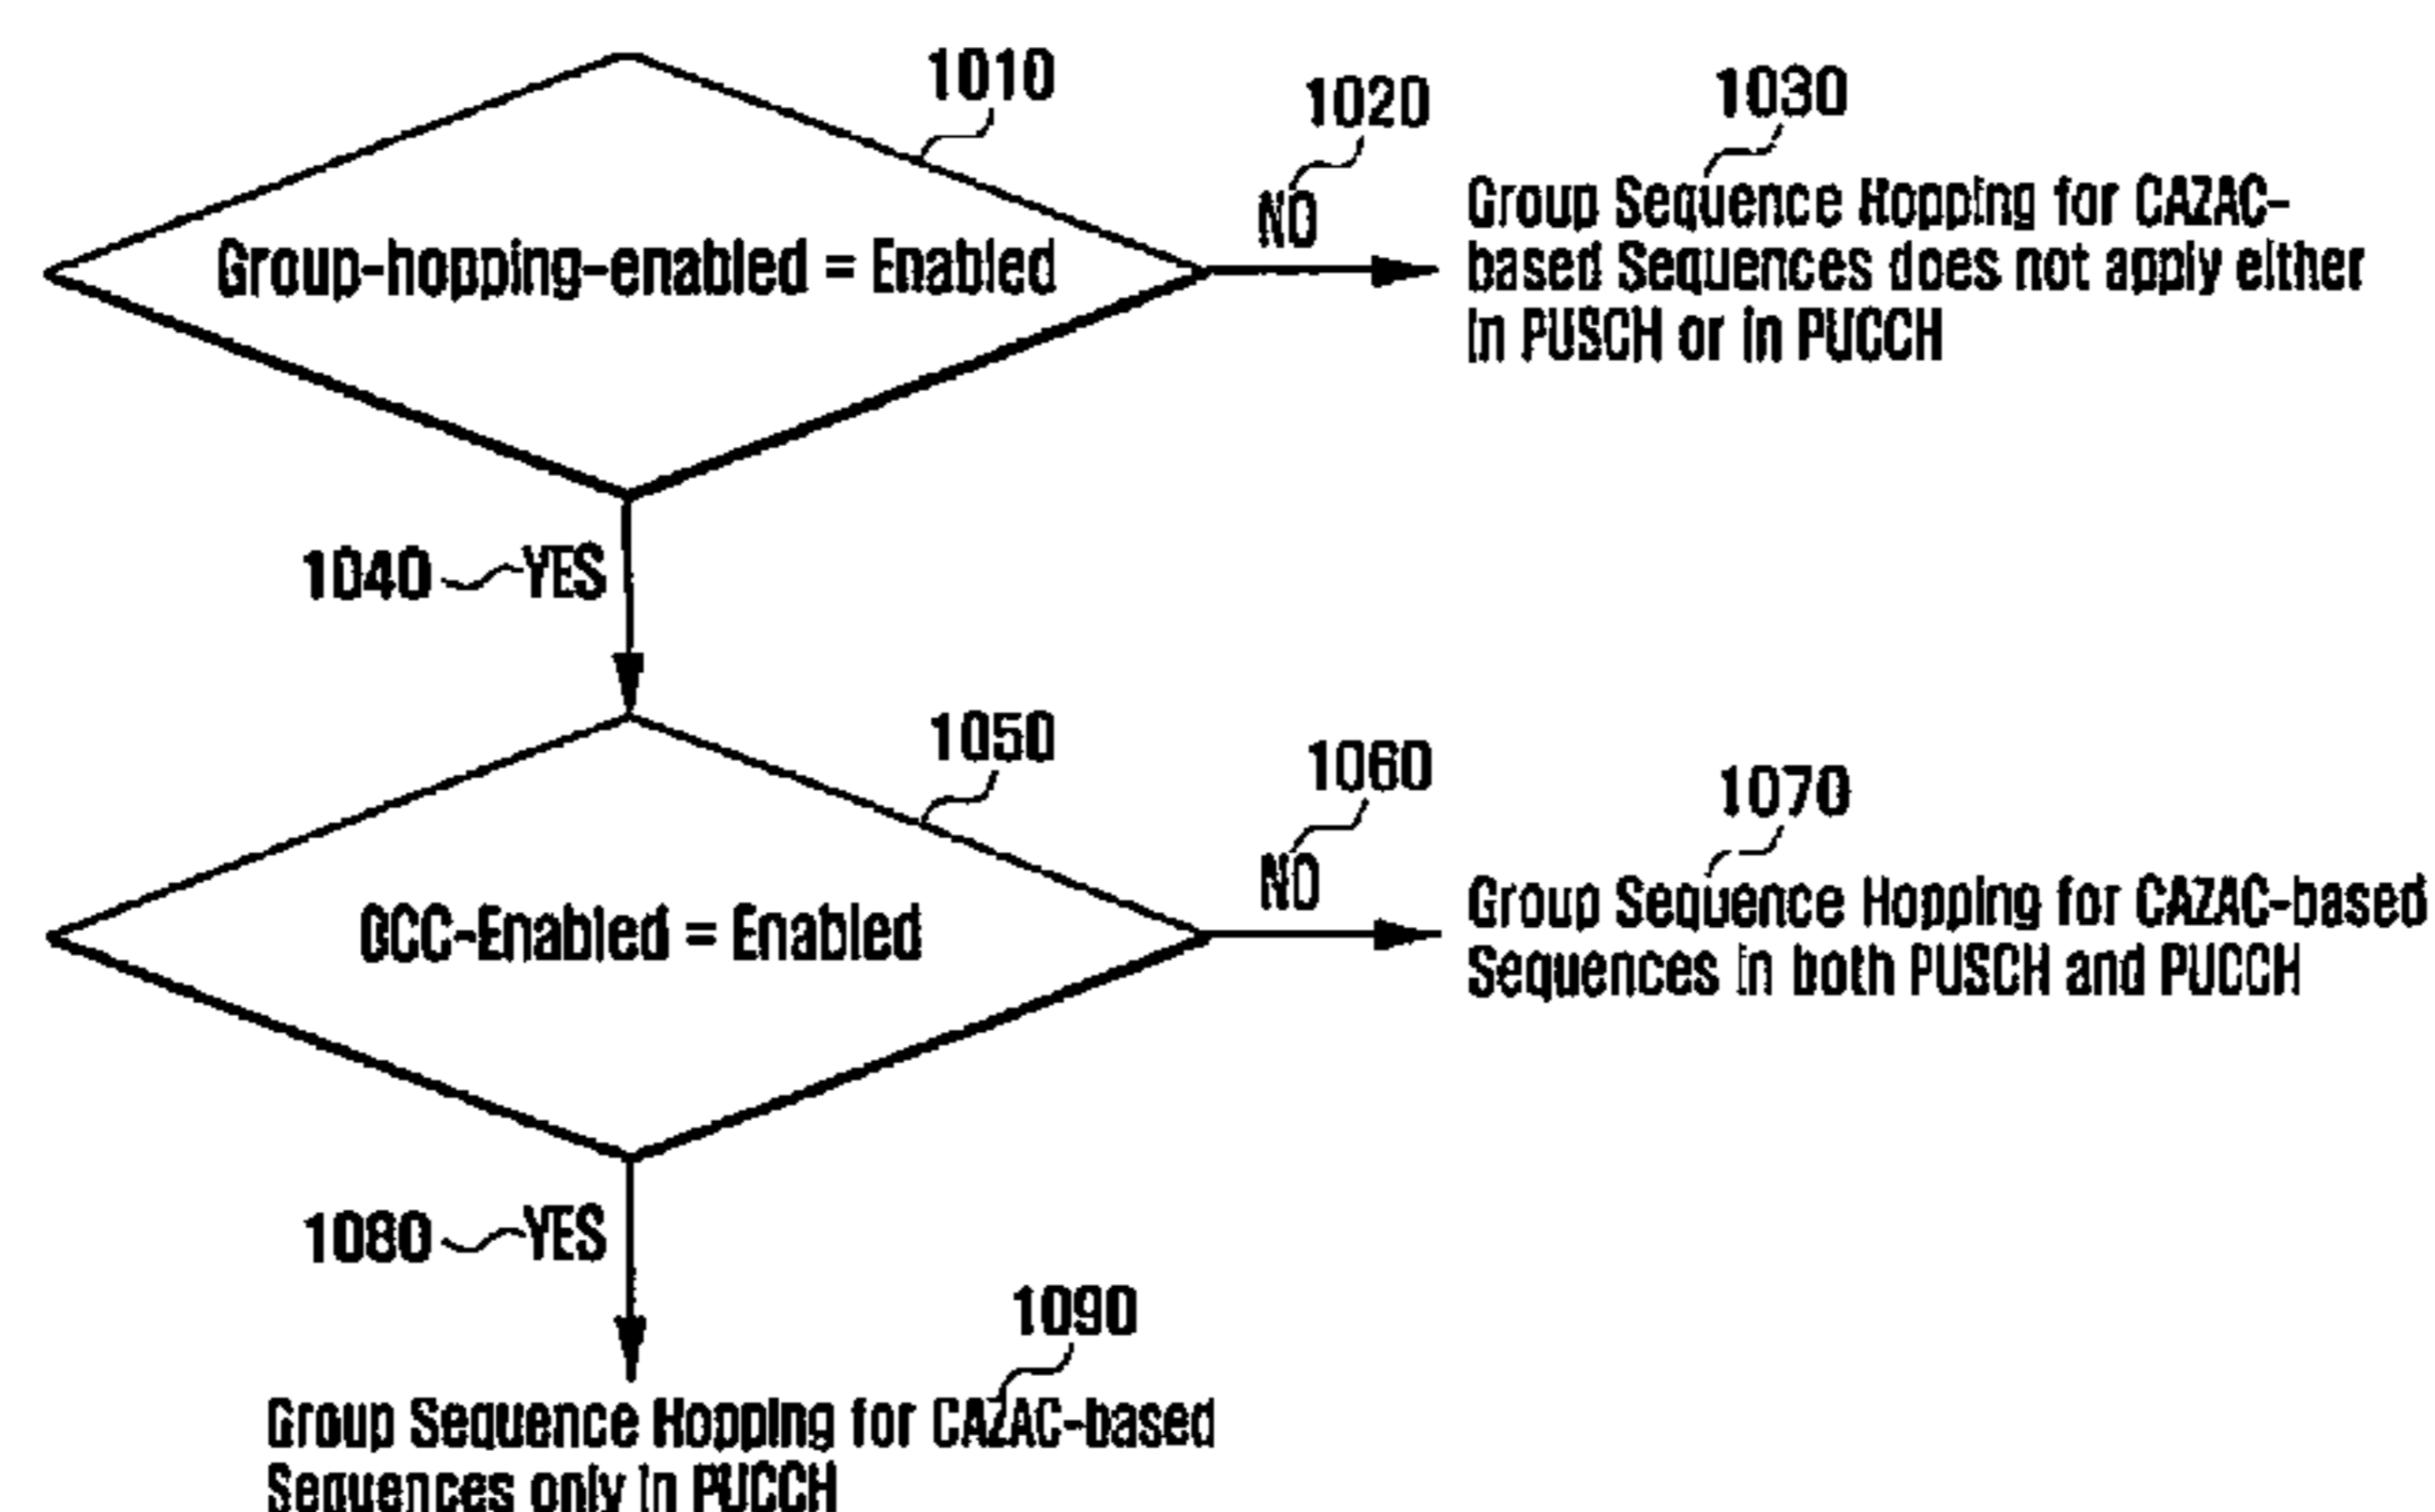 1010
1020
1030
Group-hopping-enabled = Enabled
NO
Group Sequence Hopping for CAZAC-
based Sequences does not apply either
in PUSCH or in PUCCH
1040
YES
1050
1060
1070
OCC-Enabled = Enabled
NO
Group Sequence Hopping for CAZAC-based
Sequences in both PUSCH and PUCCH
1080
YES
1090
Group Sequence Hopping for CAZAC-based
Sequences only in PUCCH